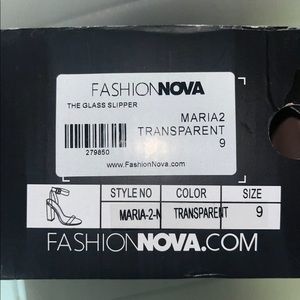 FASHIONNOVA
THE GLASS SLIPPER
MARIA2
TRANSPARENT
9
279850
www.FashionNova.com
STYLE NO COLOR SIZE
MARIA-2-N TRANSPARENT 9
FASHIONNOVA.COM